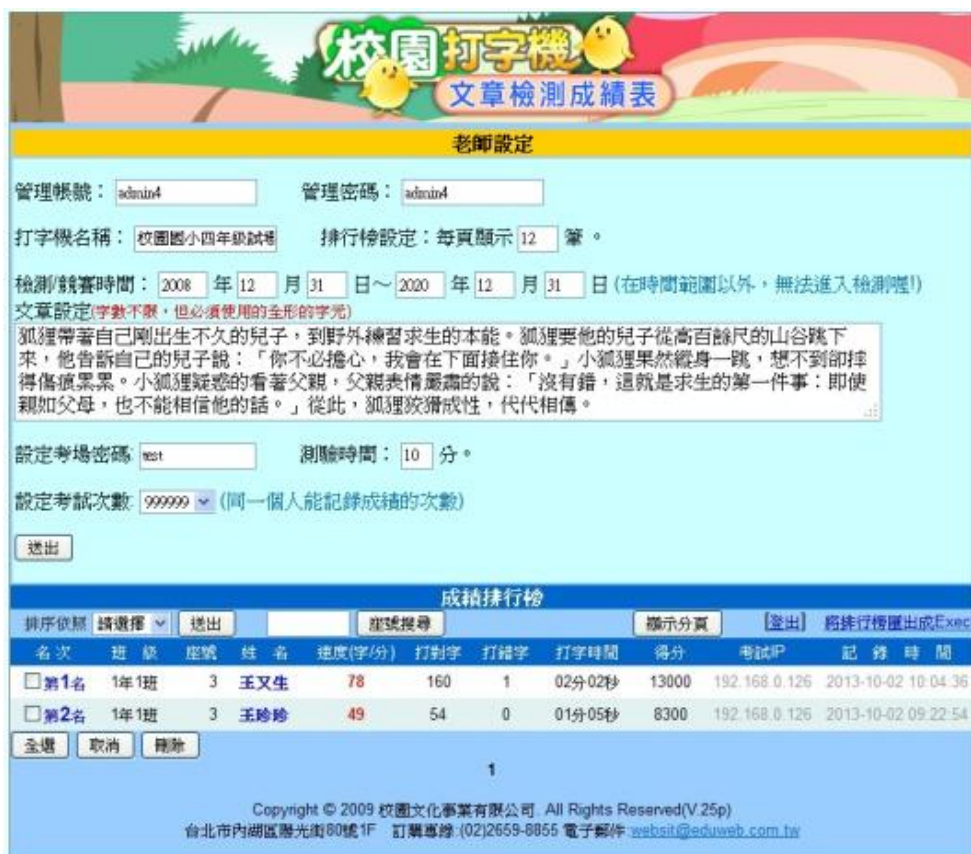 校園打字機
文章檢測成績表
老師設定
管理帳號： admin4 管理密碼： admin4
打字機名稱： 校園國小四年級試場 排行榜設定：每頁顯示 12 筆。
檢測/競賽時間： 2008 年 12 月 31 日～ 2020 年 12 月 31 日 (在時間範圍以外，無法進入檢測喔!)
文章設定(字數不限，但必須使用的全形的字元)
狐狸帶著自己剛出生不久的兒子，到野外練習求生的本能。狐狸要他的兒子從高百餘尺的山谷跳下
來，他告訴自己的兒子說：「你不必擔心，我會在下面接住你。」小狐狸果然縱身一跳，想不到卻摔
得傷痕累累。小狐狸疑惑的看著父親，父親表情嚴肅的說：「沒有錯，這就是求生的第一件事：即使
親如父母，也不能相信他的話。」從此，狐狸狡猾成性，代代相傳。
設定考場密碼: test 測驗時間： 10 分。
設定考試次數: 999999 (同一個人能記錄成績的次數)
送出
成績排行榜
排序依照 請選擇 送出 座號搜尋 顯示分頁 [登出] 將排行榜匯出成Exec
名次 班 級 座號 姓 名 速度(字/分) 打對字 打錯字 打字時間 得分 考試IP 記 錄 時 間
第1名 1年1班 3 王又生 78 160 1 02分02秒 13000 192.168.0.126 2013-10-02 10:04:36
第2名 1年1班 3 王玲玲 49 54 0 01分05秒 8300 192.168.0.126 2013-10-02 09:22:54
全選 取消 刪除
1
Copyright © 2009 校園文化事業有限公司. All Rights Reserved(V.25p)
台北市內湖區陽光街80號1F 訂購專線:(02)2659-8855 電子郵件:websit@eduweb.com.tw